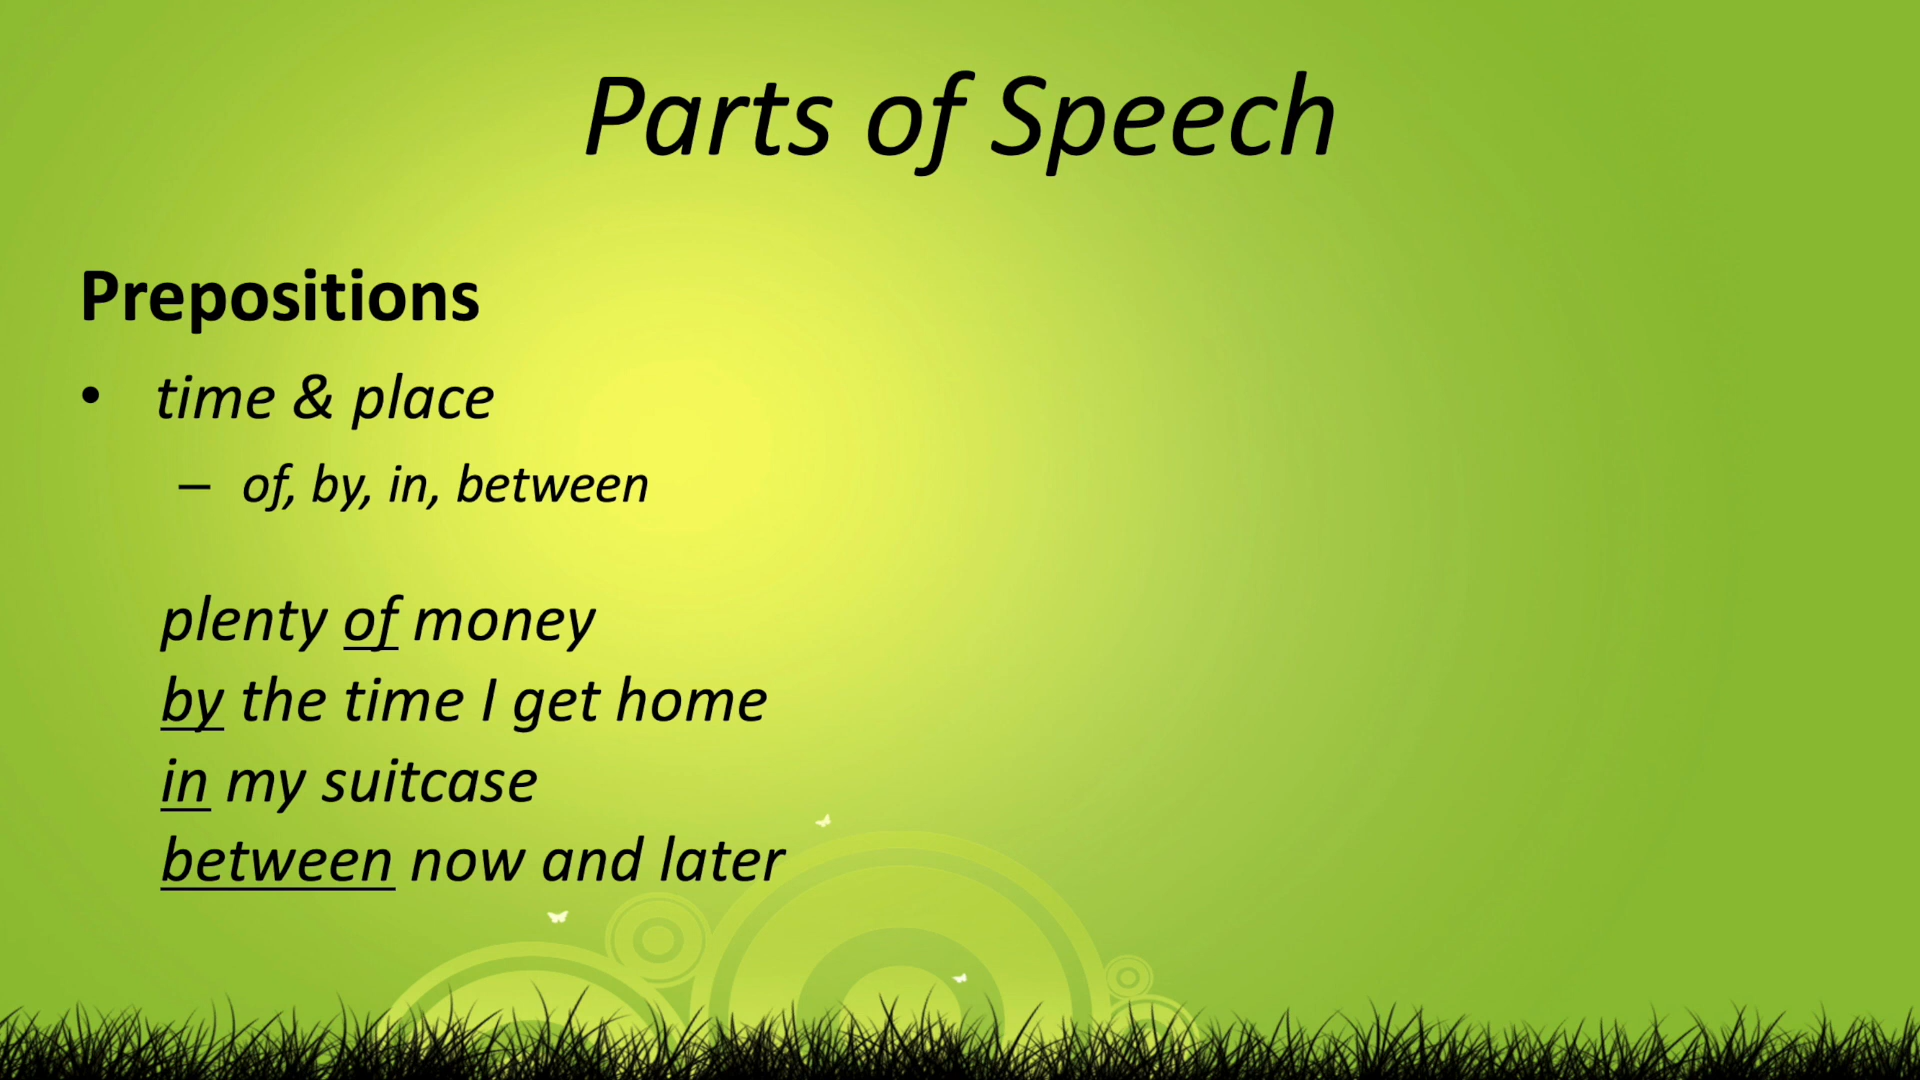 Parts of Speech
Prepositions
• time & place
– of, by, in, between
plenty of money
by the time I get home
in my suitcase
between now and later